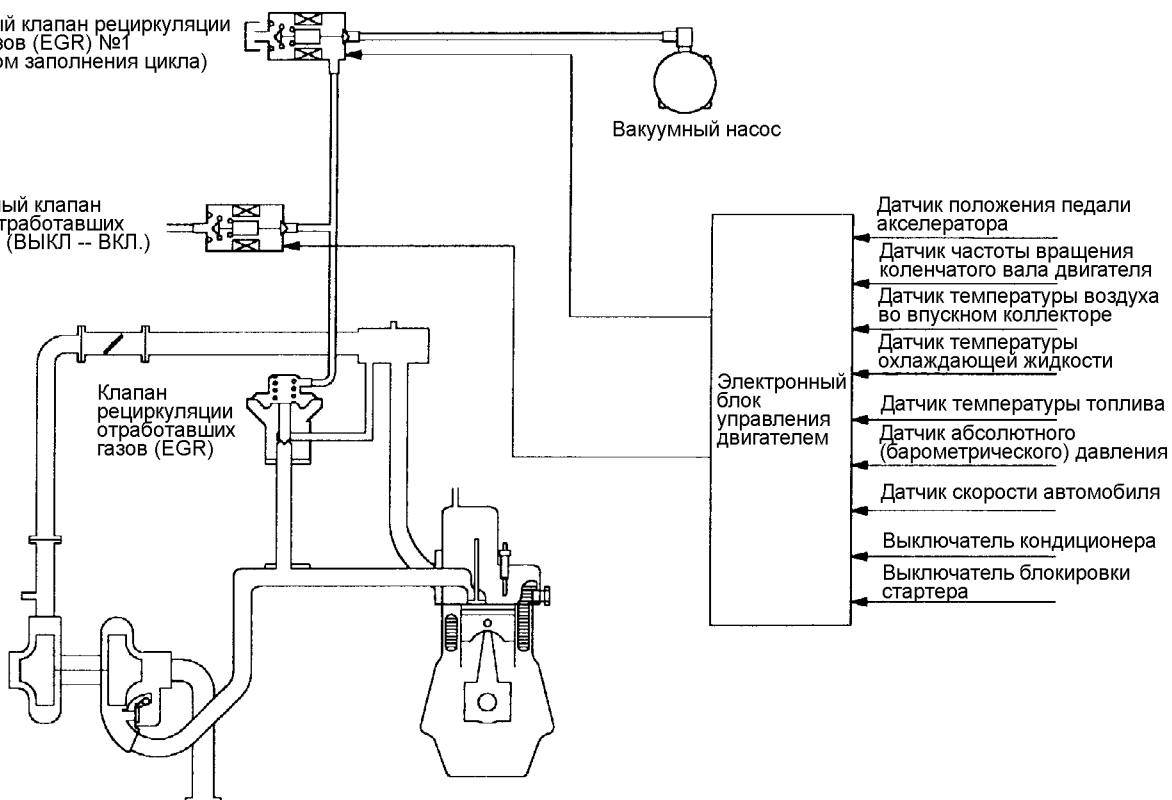 ый клапан рециркуляции
зов (EGR) №1
ом заполнения цикла)
Вакуумный насос
ный клапан
тработавших
(ВЫКЛ -- ВКЛ.)
Клапан
рециркуляции
отработавших
газов (EGR)
Электронный
блок
управления
двигателем
Датчик положения педали
акселератора
Датчик частоты вращения
коленчатого вала двигателя
Датчик температуры воздуха
во впускном коллекторе
Датчик температуры
охлаждающей жидкости
Датчик температуры топлива
Датчик абсолютного
(барометрического) давления
Датчик скорости автомобиля
Выключатель кондиционера
Выключатель блокировки
стартера